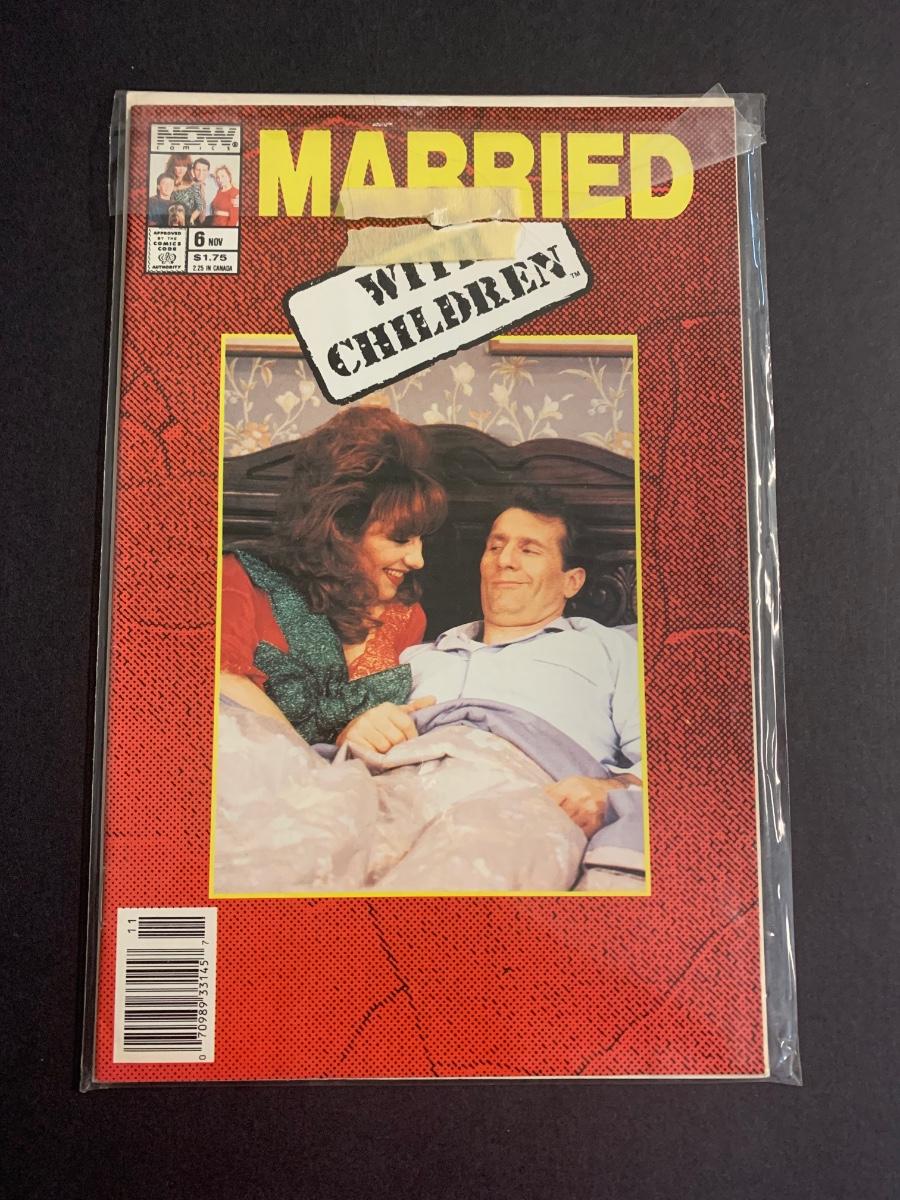 NOW
COMICS
MARRIED
WITH
CHILDREN™
APPROVED
BY THE
COMICS
CODE
AUTHORITY
6 NOV
$1.75
2.25 IN CANADA
11
0 70989 33145 7